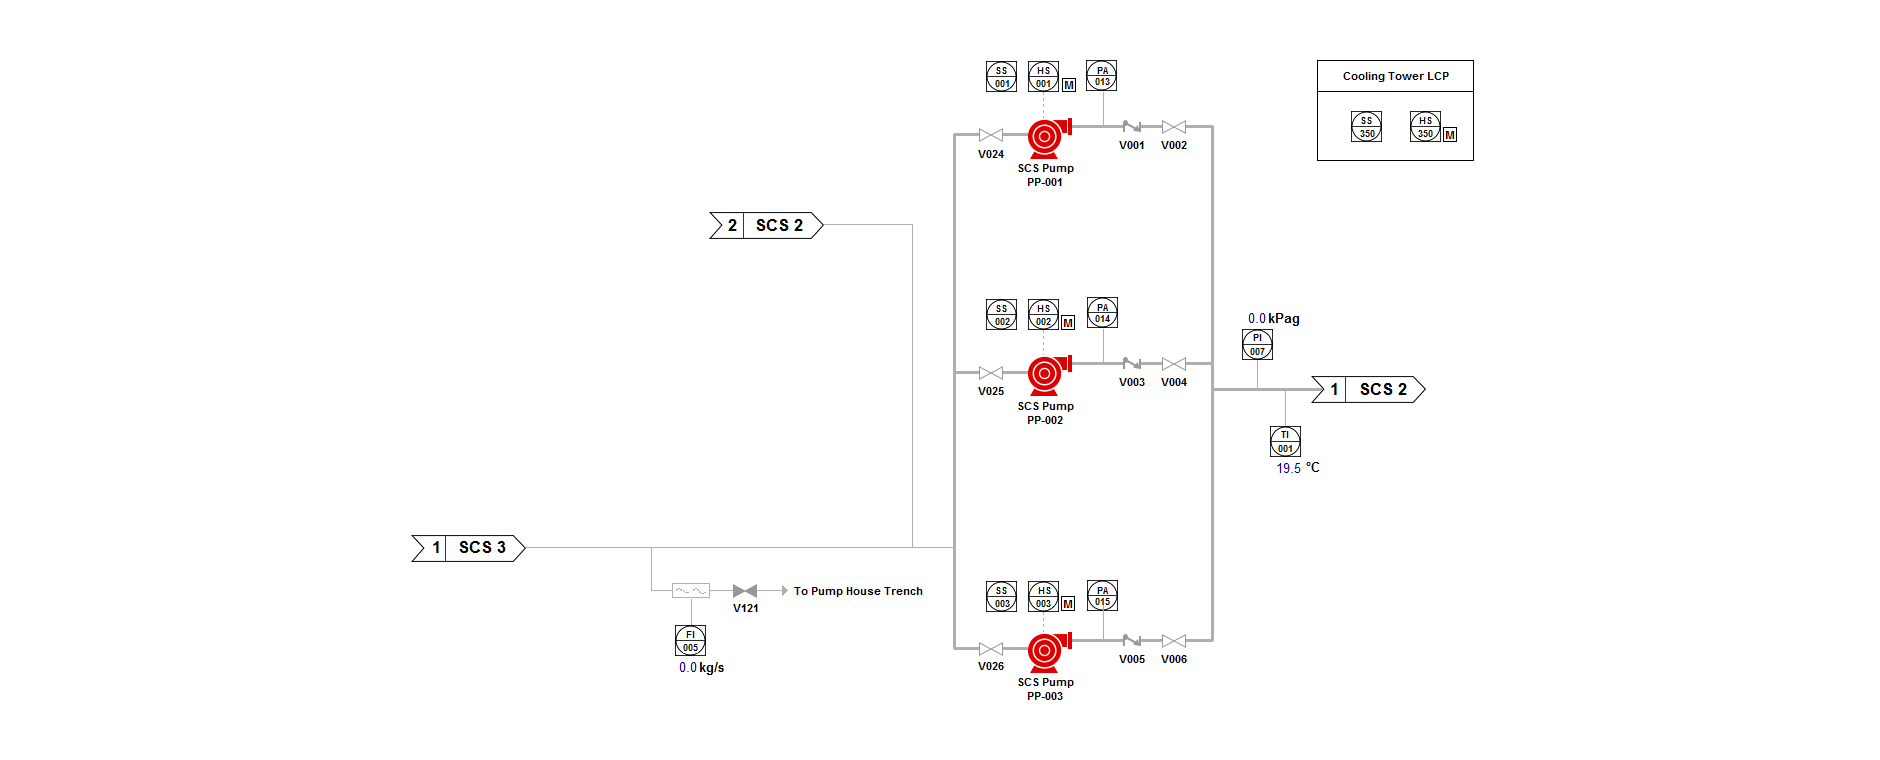 SS
001
HS
001
M
PA
013
V024
SCS Pump
PP-001
V001
V002
Cooling Tower LCP
SS
350
HS
350
M
2
SCS 2
SS
002
HS
002
M
PA
014
V025
SCS Pump
PP-002
V003
V004
0.0 kPag
PI
007
1
SCS 2
TI
001
19.5 °C
1
SCS 3
V121
To Pump House Trench
FI
005
0.0 kg/s
SS
003
HS
003
M
PA
015
V026
SCS Pump
PP-003
V005
V006